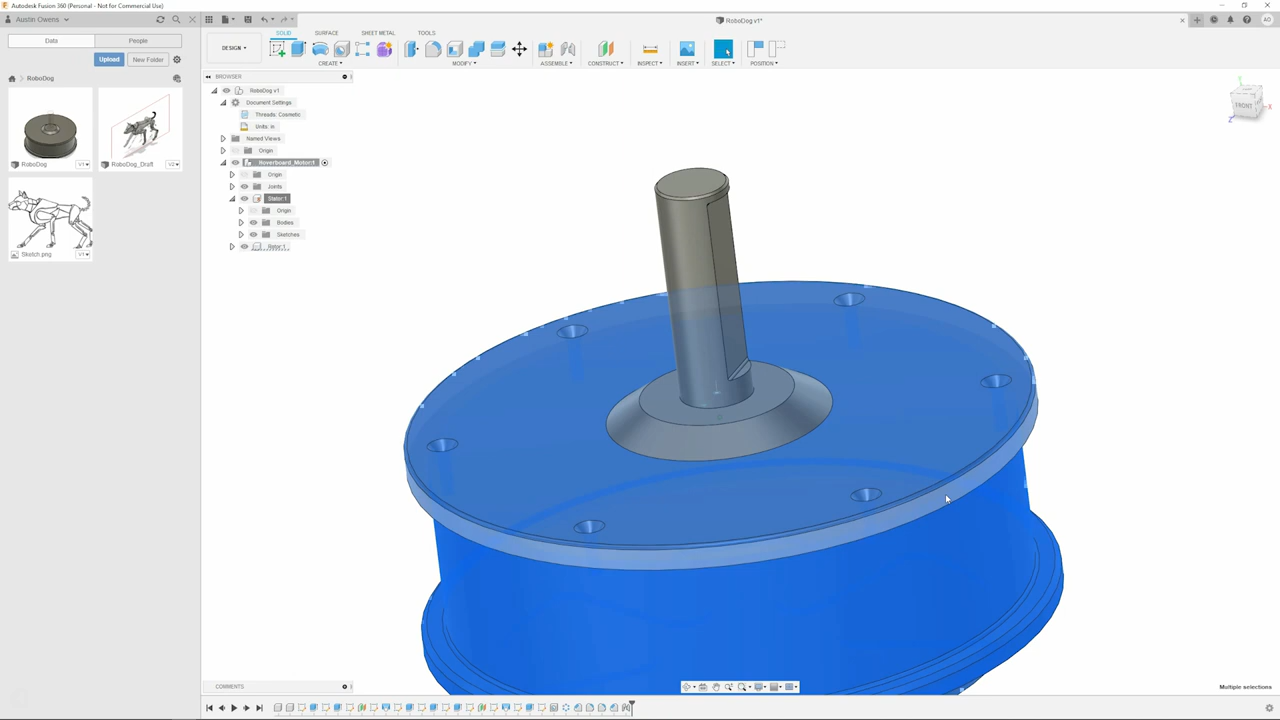 Autodesk Fusion 360 (Personal - Not for Commercial Use)
Austin Owens
RoboDog v1*
AO
Data
People
Upload
New Folder
RoboDog
RoboDog
V1
RoboDog_Draft
V2
Sketch.png
V1
DESIGN
SOLID
SURFACE
SHEET METAL
TOOLS
CREATE
MODIFY
ASSEMBLE
CONSTRUCT
INSPECT
INSERT
SELECT
POSITION
BROWSER
RoboDog v1
Document Settings
Threads: Cosmetic
Units: in
Named Views
Origin
Hoverboard_Motor:1
Origin
Joints
Stator:1
Origin
Bodies
Sketches
Rotor:1
FRONT
X
Z
COMMENTS
Multiple selections